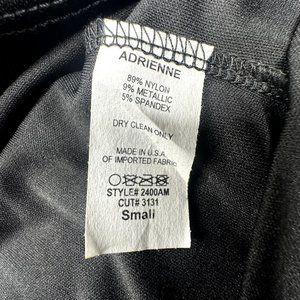 ADRIENNE
89% NYLON
9% METALLIC
5% SPANDEX
DRY CLEAN ONLY
MADE IN U.S.A
OF IMPORTED FABRIC
STYLE# 2400AM
CUT# 3131
Small